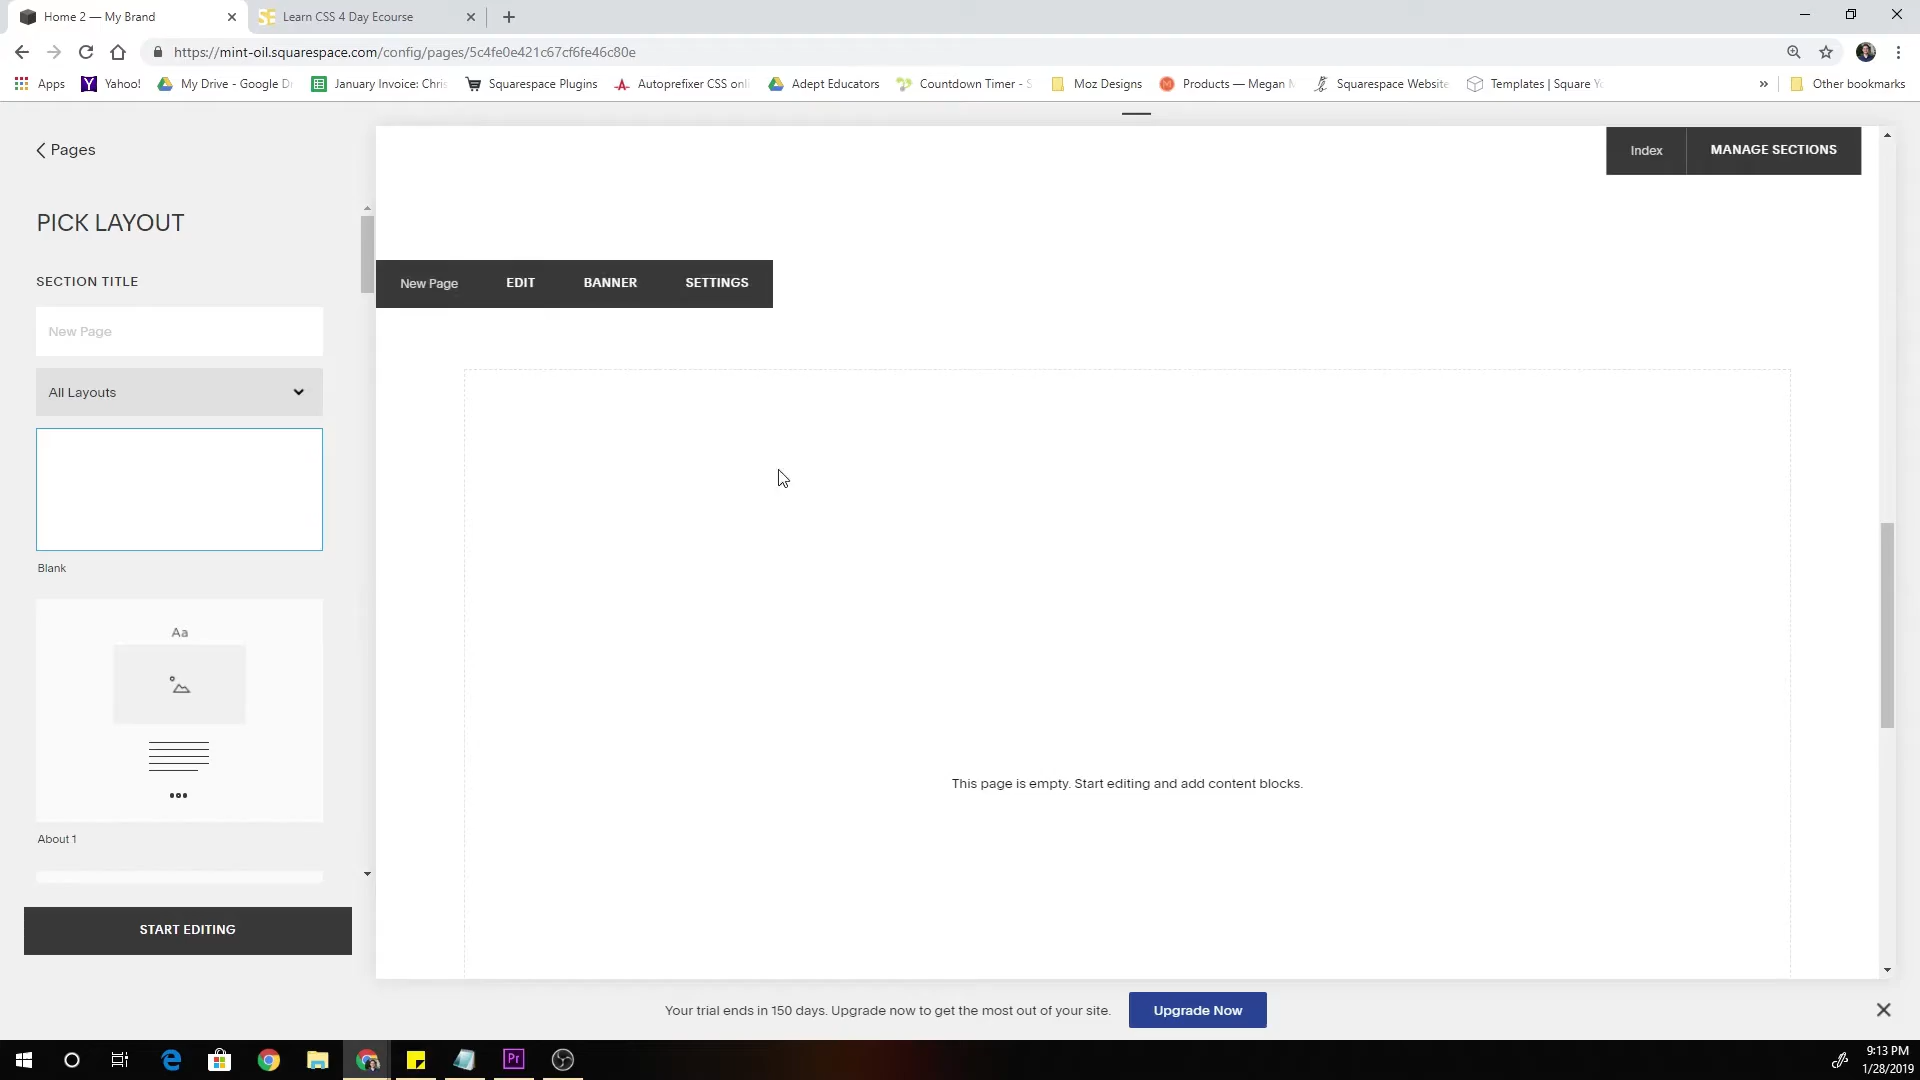 Home 2 — My Brand
SE
Learn CSS 4 Day Ecourse
https://mint-oil.squarespace.com/config/pages/5c4fe0e421c67cf6fe46c80e
Apps
Yahoo!
My Drive - Google D
January Invoice: Chri
Squarespace Plugins
Autoprefixer CSS onl
Adept Educators
Countdown Timer - S
Moz Designs
Products — Megan M
Squarespace Website
Templates | Square Yo
»
Other bookmarks
Pages
Index
MANAGE SECTIONS
PICK LAYOUT
SECTION TITLE
New Page
EDIT
BANNER
SETTINGS
New Page
All Layouts
Blank
Aa
About 1
This page is empty. Start editing and add content blocks.
START EDITING
Your trial ends in 150 days. Upgrade now to get the most out of your site.
Upgrade Now
Pr
9:13 PM
1/28/2019